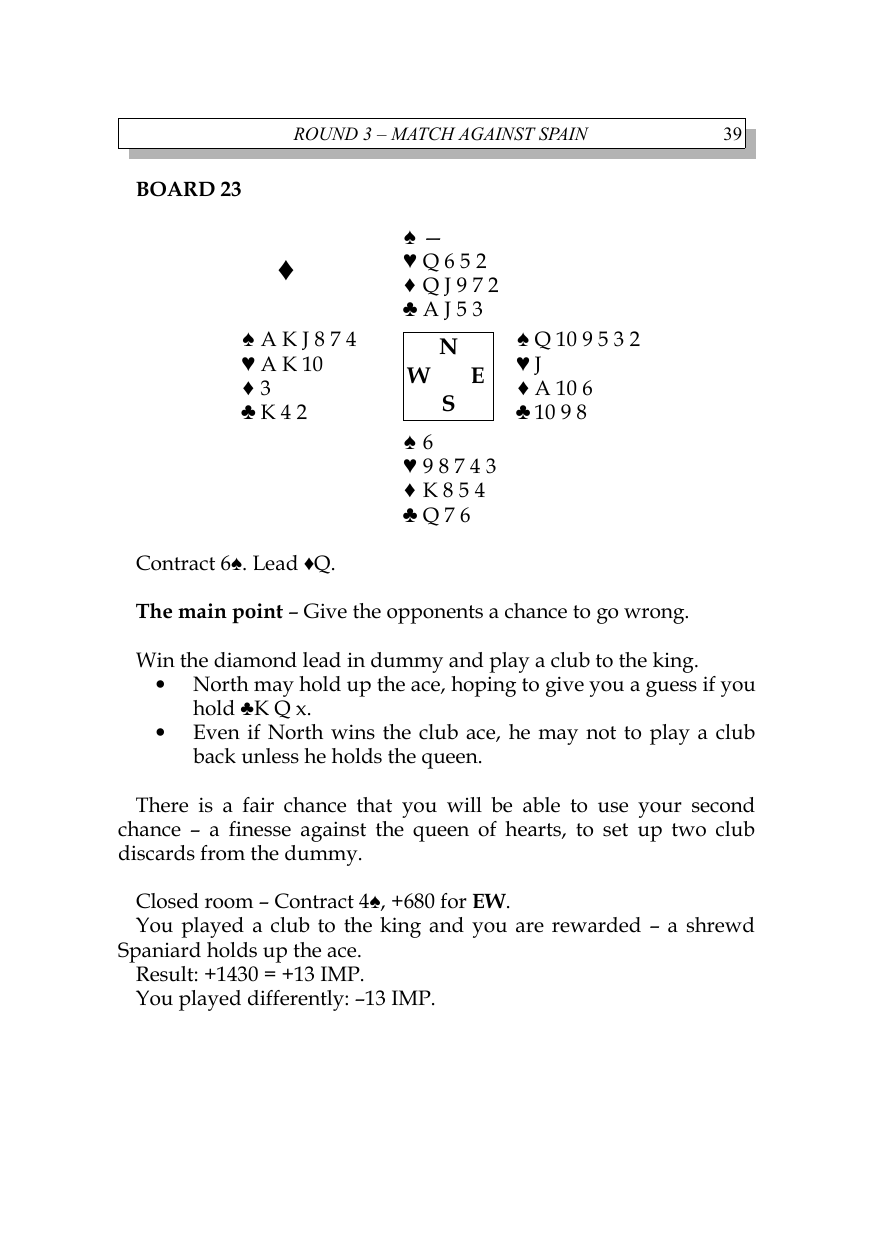 ROUND 3 – MATCH AGAINST SPAIN 39
BOARD 23
♠ —
♥ Q 6 5 2
♦ Q J 9 7 2
♣ A J 5 3
♦
♠ A K J 8 7 4
♥ A K 10
♦ 3
♣ K 4 2
N
W E
S
♠ Q 10 9 5 3 2
♥ J
♦ A 10 6
♣ 10 9 8
♠ 6
♥ 9 8 7 4 3
♦ K 8 5 4
♣ Q 7 6
Contract 6♠. Lead ♦Q.
The main point – Give the opponents a chance to go wrong.
Win the diamond lead in dummy and play a club to the king.
• North may hold up the ace, hoping to give you a guess if you
hold ♣K Q x.
• Even if North wins the club ace, he may not to play a club
back unless he holds the queen.
There is a fair chance that you will be able to use your second
chance – a finesse against the queen of hearts, to set up two club
discards from the dummy.
Closed room – Contract 4♠, +680 for EW.
You played a club to the king and you are rewarded – a shrewd
Spaniard holds up the ace.
Result: +1430 = +13 IMP.
You played differently: –13 IMP.